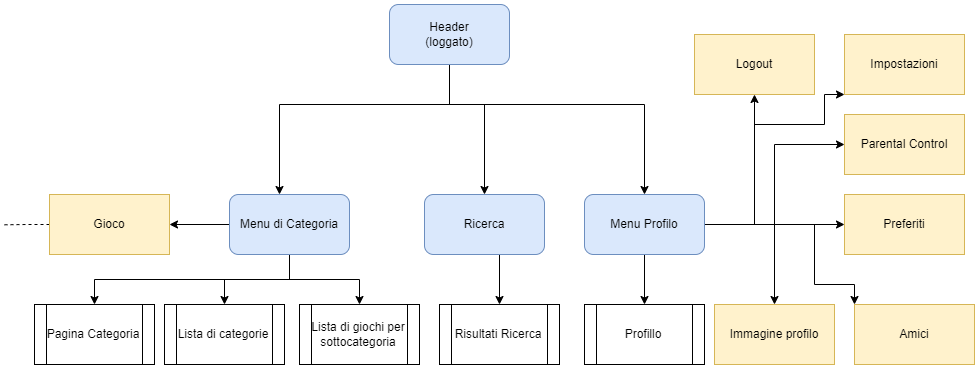 Header
(loggato)
Logout
Impostazioni
Parental Control
Gioco
Menu di Categoria
Ricerca
Menu Profilo
Preferiti
Pagina Categoria
Lista di categorie
Lista di giochi per
sottocategoria
Risultati Ricerca
Profillo
Immagine profilo
Amici